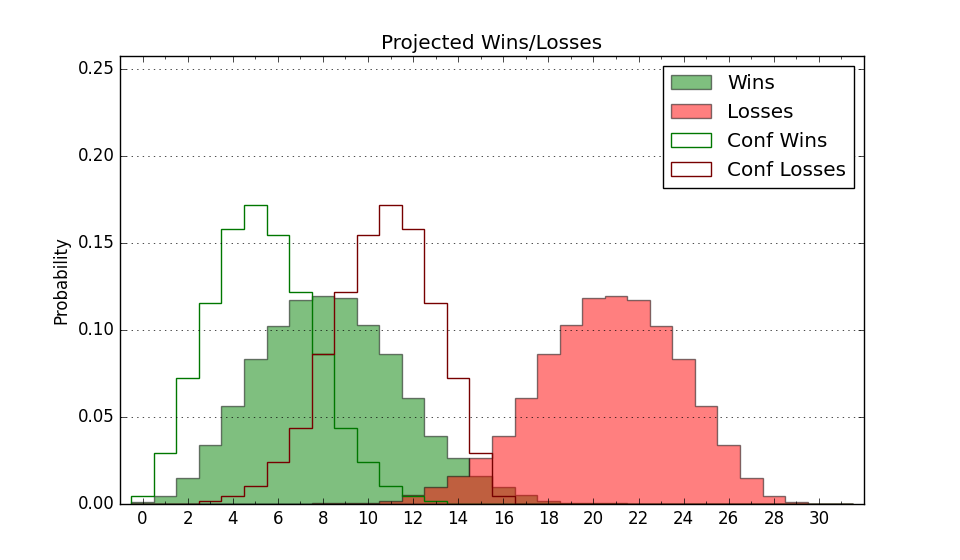 Projected Wins/Losses
0.25
0.20
0.15
0.10
0.05
0.00
Probability
Wins
Losses
Conf Wins
Conf Losses
0 2 4 6 8 10 12 14 16 18 20 22 24 26 28 30